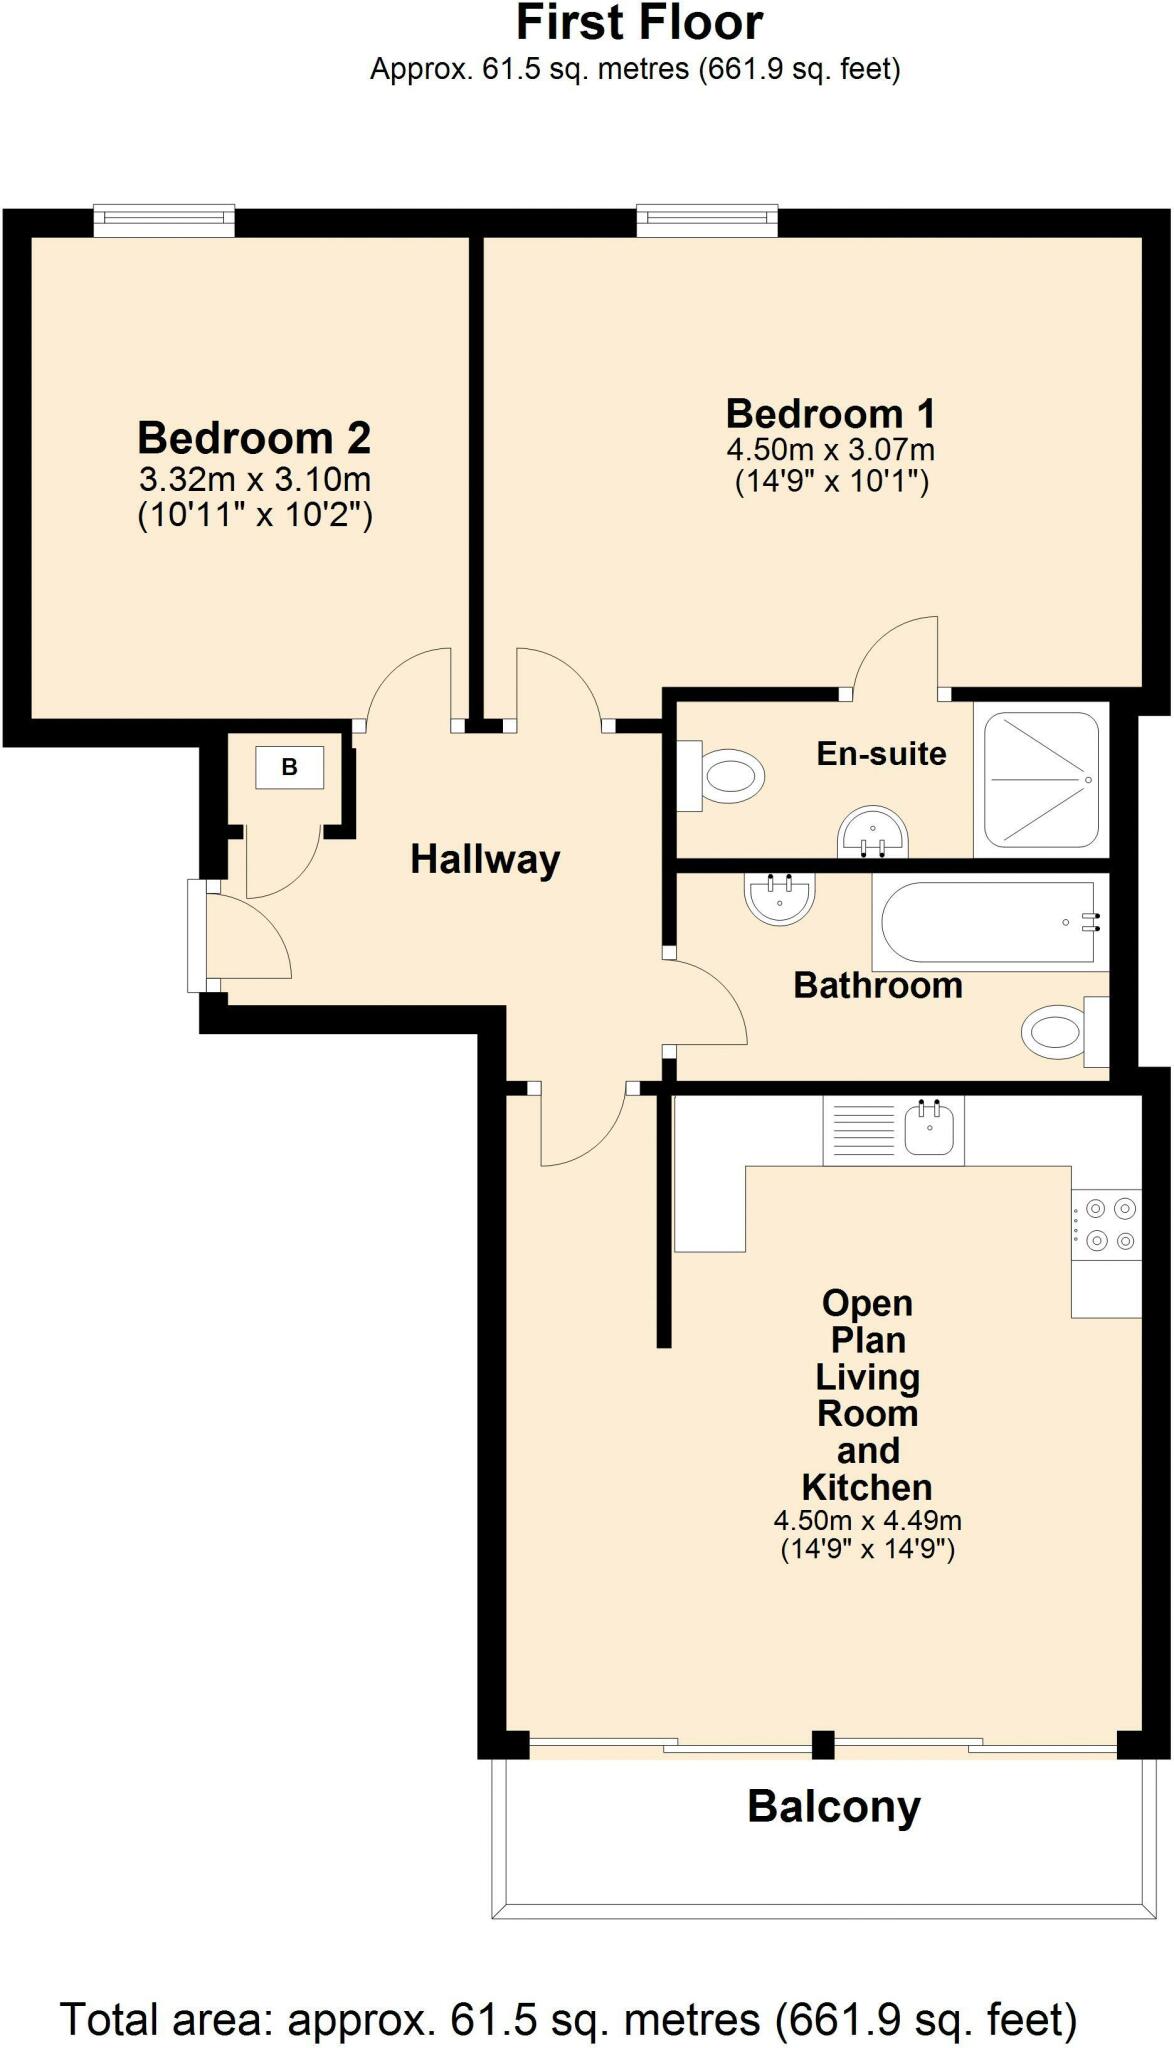 First Floor
Approx. 61.5 sq. metres (661.9 sq. feet)
Bedroom 2
3.32m x 3.10m
(10'11" x 10'2")
Bedroom 1
4.50m x 3.07m
(14'9" x 10'1")
B
En-suite
Hallway
Bathroom
Open
Plan
Living
Room
and
Kitchen
4.50m x 4.49m
(14'9" x 14'9")
Balcony
Total area: approx. 61.5 sq. metres (661.9 sq. feet)